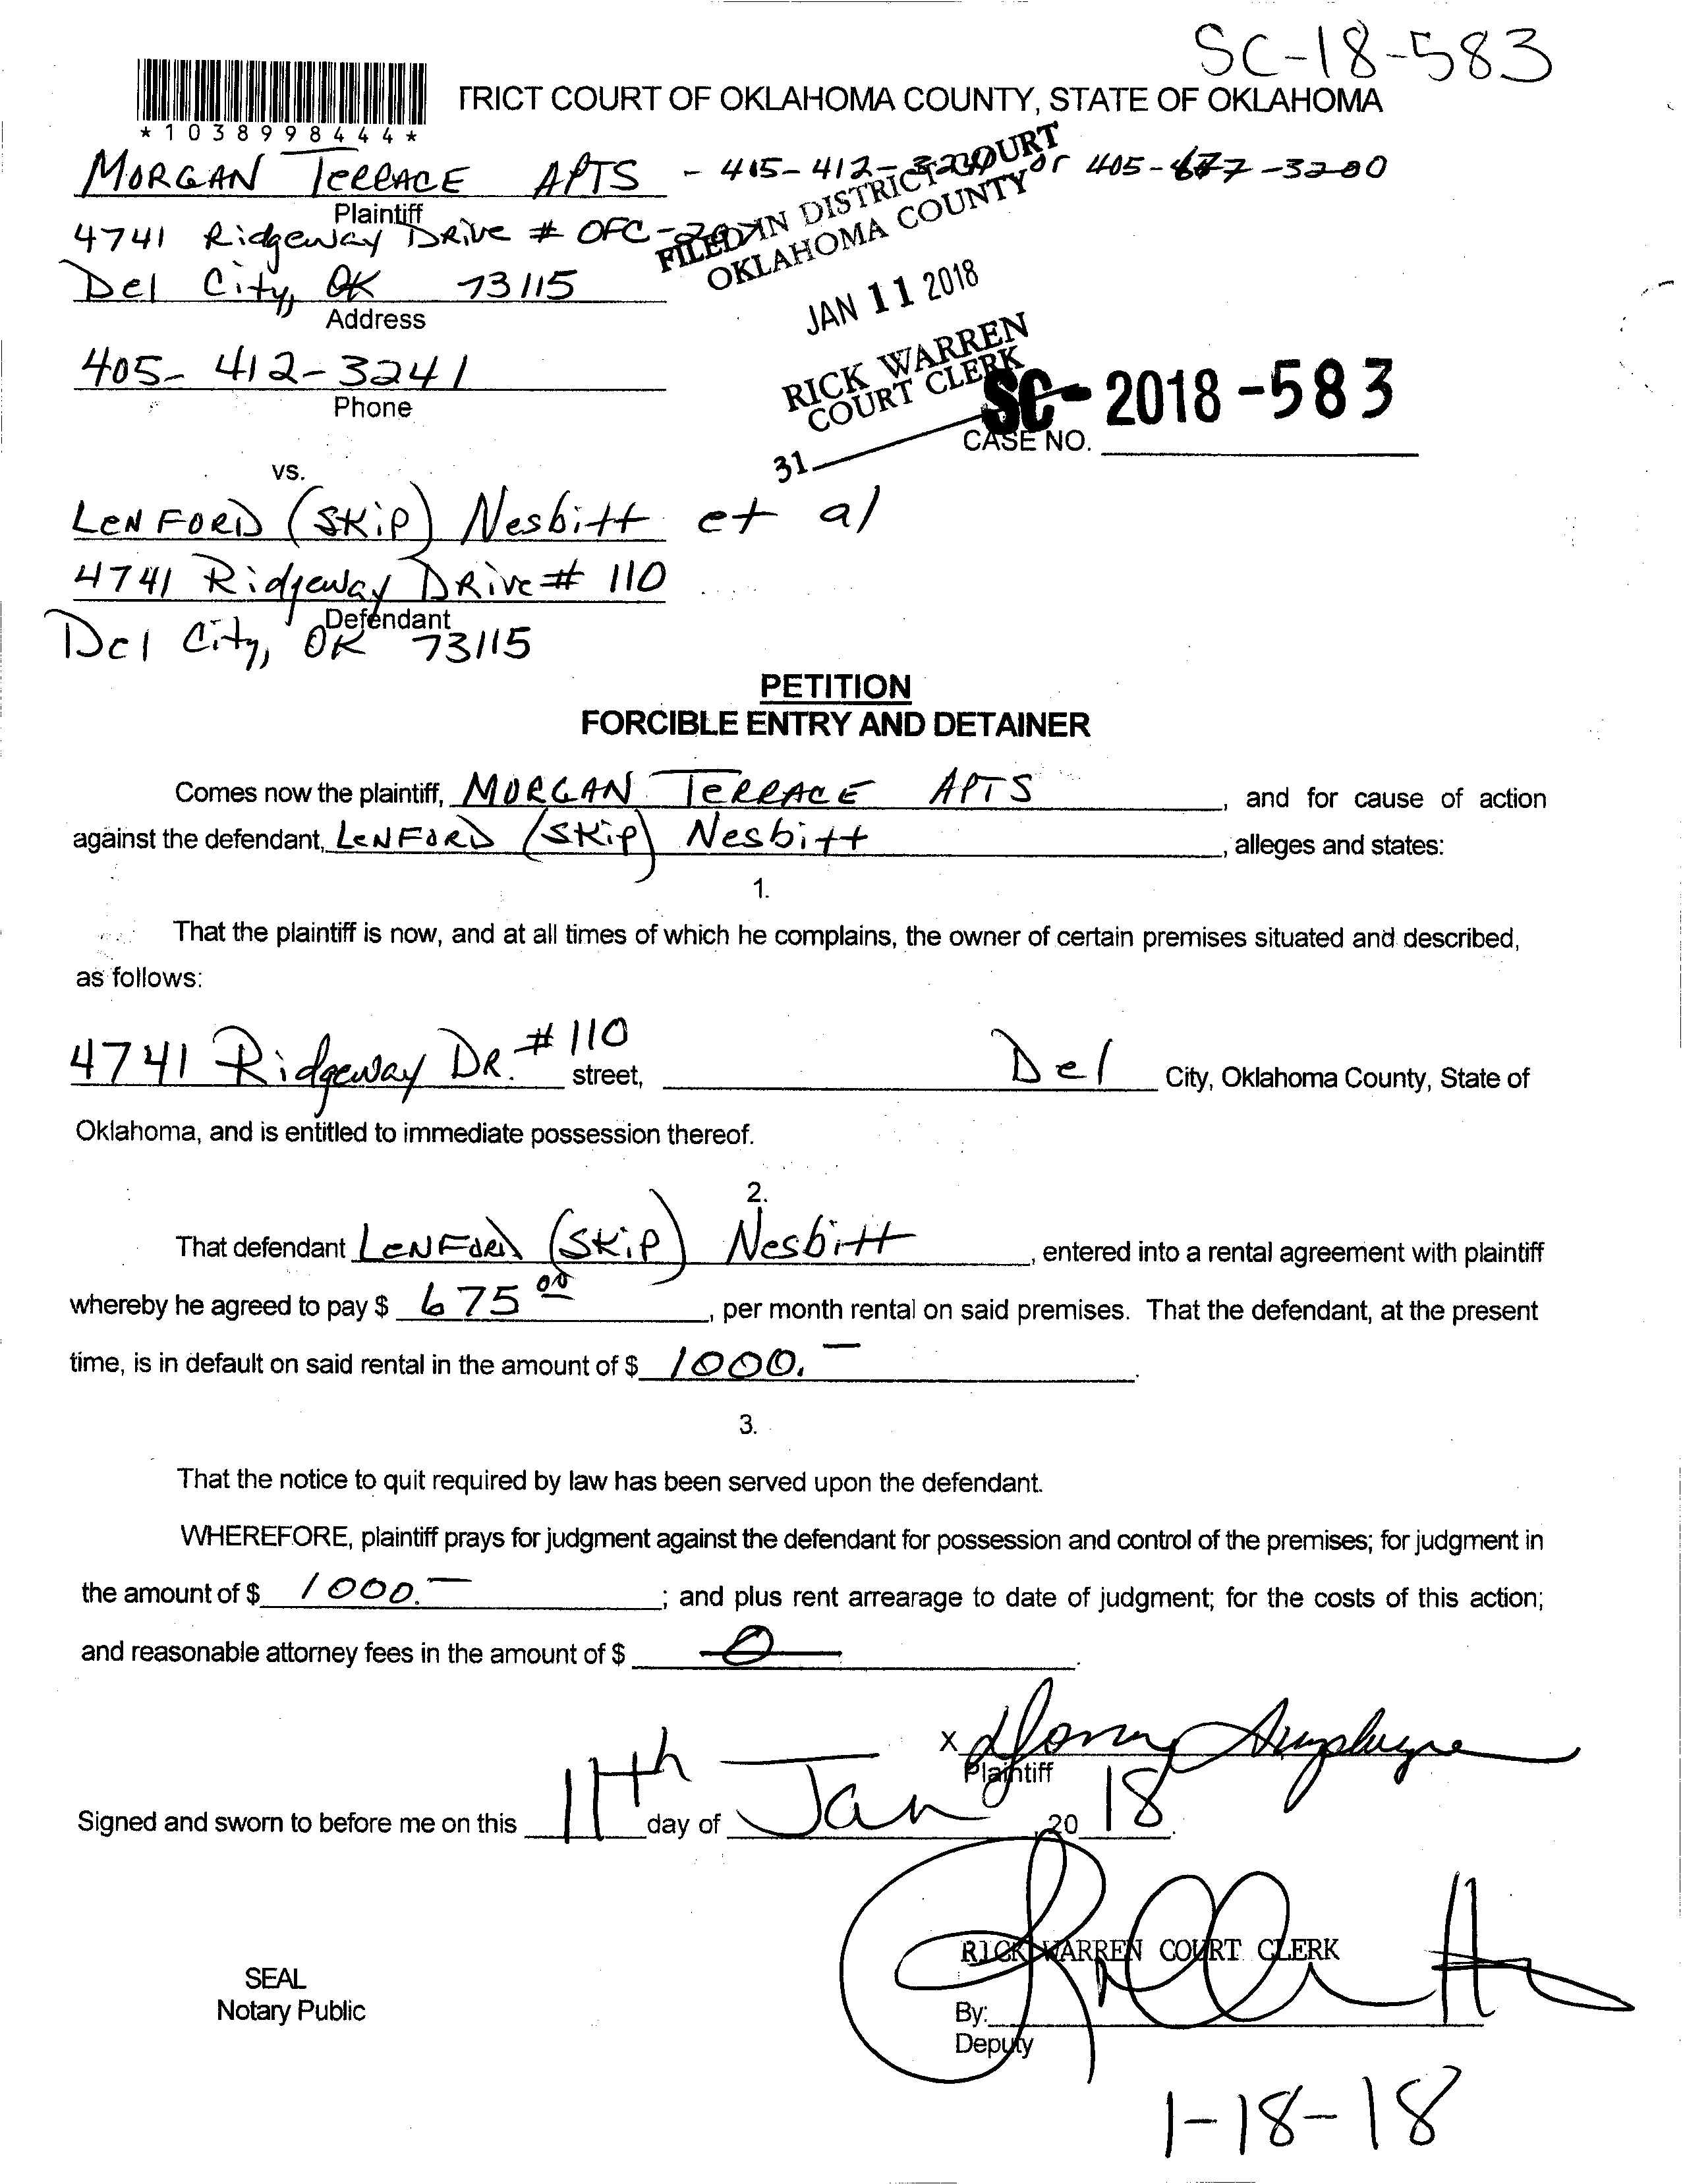 SC-18-583
TRICT COURT OF OKLAHOMA COUNTY, STATE OF OKLAHOMA
*1038998444*
MORGAN TERRACE APTS - 405-412-3240 or 405-677-3200
Plaintiff
4741 Ridgeway Drive # OFC-
FILED IN DISTRICT COURT
OKLAHOMA COUNTY
Del City, OK 73115
Address
JAN 11 2018
405-412-3241
Phone
RICK WARREN
COURT CLERK
SC-2018-583
CASE NO.
31
vs.
LENFORD (SKIP) Nesbitt et al
4741 Ridgeway DRive # 110
Defendant
Del City, OK 73115
PETITION
FORCIBLE ENTRY AND DETAINER
Comes now the plaintiff, MORGAN TERRACE APTS, and for cause of action
against the defendant, LENFORD (SKIP) Nesbitt, alleges and states:
1.
That the plaintiff is now, and at all times of which he complains, the owner of certain premises situated and described,
as follows:
4741 Ridgeway DR. #110 street, Del City, Oklahoma County, State of
Oklahoma, and is entitled to immediate possession thereof.
2.
That defendant LENFORD (SKIP) Nesbitt, entered into a rental agreement with plaintiff
whereby he agreed to pay $ 675 00, per month rental on said premises. That the defendant, at the present
time, is in default on said rental in the amount of $ 1000.—.
3.
That the notice to quit required by law has been served upon the defendant.
WHEREFORE, plaintiff prays for judgment against the defendant for possession and control of the premises; for judgment in
the amount of $ 1000.—; and plus rent arrearage to date of judgment; for the costs of this action;
and reasonable attorney fees in the amount of $ 0.
X
Plaintiff
Signed and sworn to before me on this 11th day of Jan, 20 18.
RICK WARREN COURT CLERK
SEAL
Notary Public
By:
Deputy
1-18-18